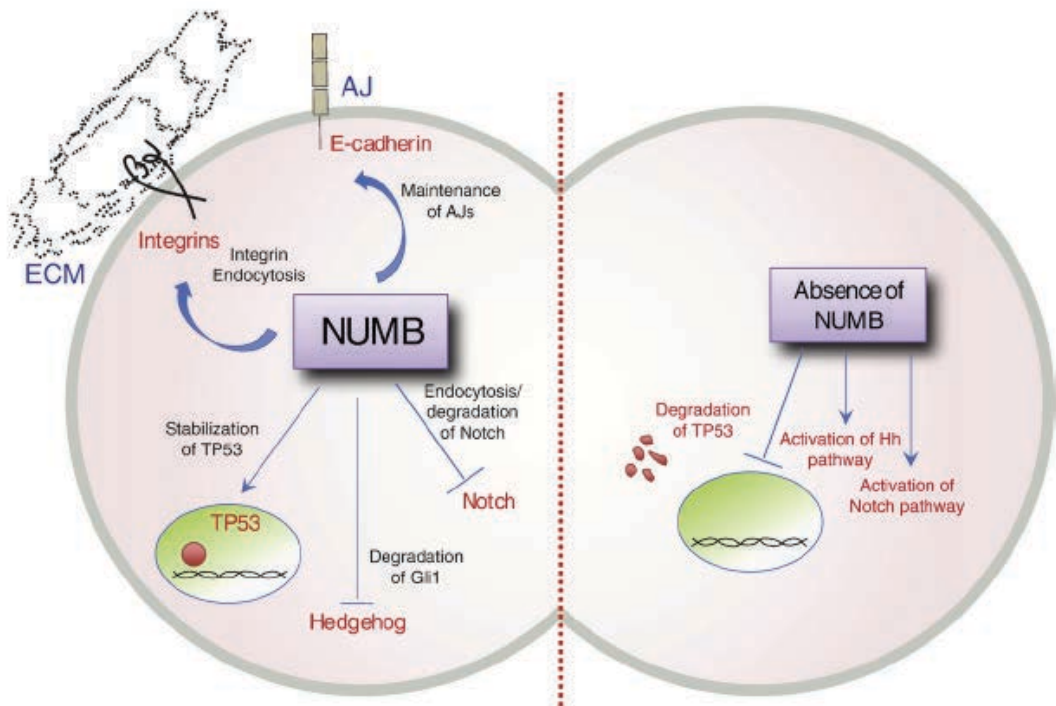 AJ
E-cadherin
Maintenance
of AJs
Integrins
ECM
Integrin
Endocytosis
NUMB
Stabilization
of TP53
Endocytosis/
degradation
of Notch
Notch
TP53
Degradation
of Gli1
Hedgehog
Absence of
NUMB
Degradation
of TP53
Activation of Hh
pathway
Activation of
Notch pathway